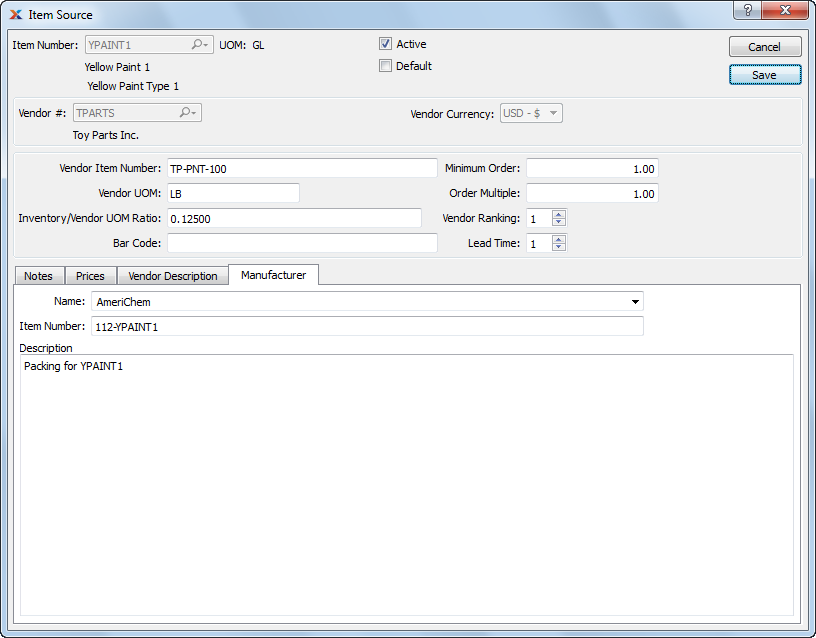 Item Source
Item Number: YPAINT1 UOM: GL
Active
Cancel
Yellow Paint 1
Default
Yellow Paint Type 1
Save
Vendor #: TPARTS
Vendor Currency: USD - $
Toy Parts Inc.
Vendor Item Number: TP-PNT-100
Minimum Order: 1.00
Vendor UOM: LB
Order Multiple: 1.00
Inventory/Vendor UOM Ratio: 0.12500
Vendor Ranking: 1
Bar Code:
Lead Time: 1
Notes Prices Vendor Description Manufacturer
Name: AmeriChem
Item Number: 112-YPAINT1
Description
Packing for YPAINT1